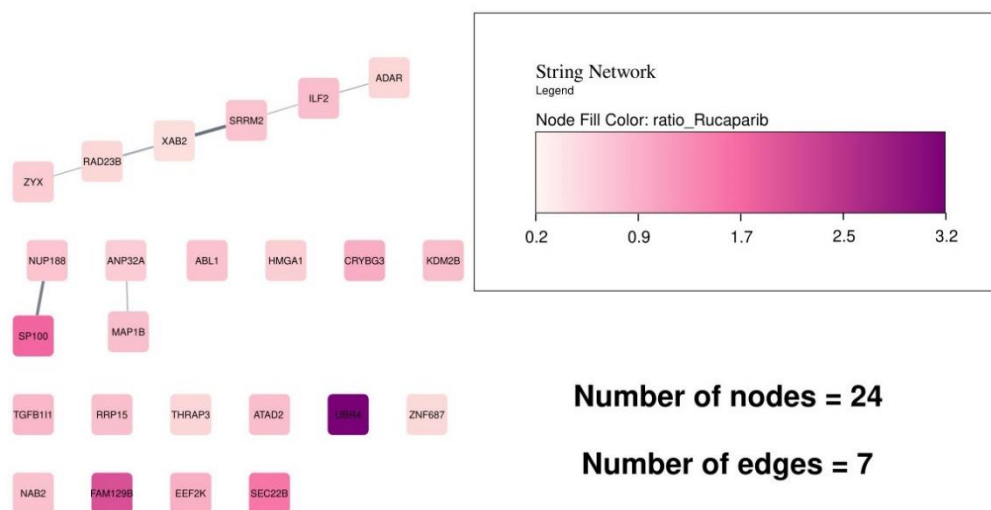 ADAR
ILF2
SRRM2
XAB2
RAD23B
ZYX
String Network
Legend
Node Fill Color: ratio_Rucaparib
0.2 0.9 1.7 2.5 3.2
NUP188 ANP32A ABL1 HMGA1 CRYBG3 KDM2B
SP100 MAP1B
TGFB1I1 RRP15 THRAP3 ATAD2 UBR4 ZNF687
NAB2 FAM129B EEF2K SEC22B
Number of nodes = 24
Number of edges = 7